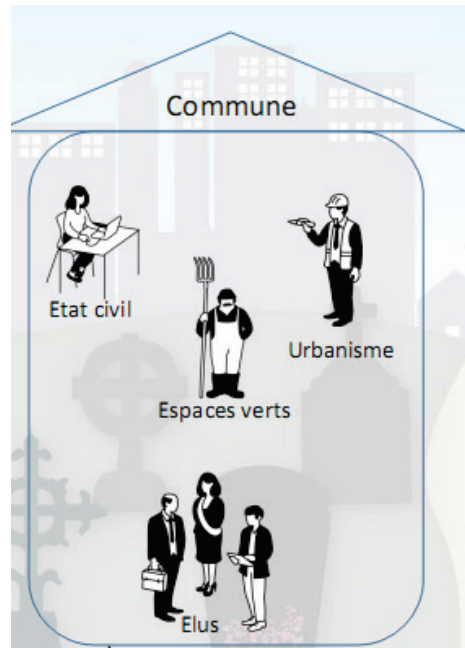 Commune
Etat civil
Urbanisme
Espaces verts
Elus